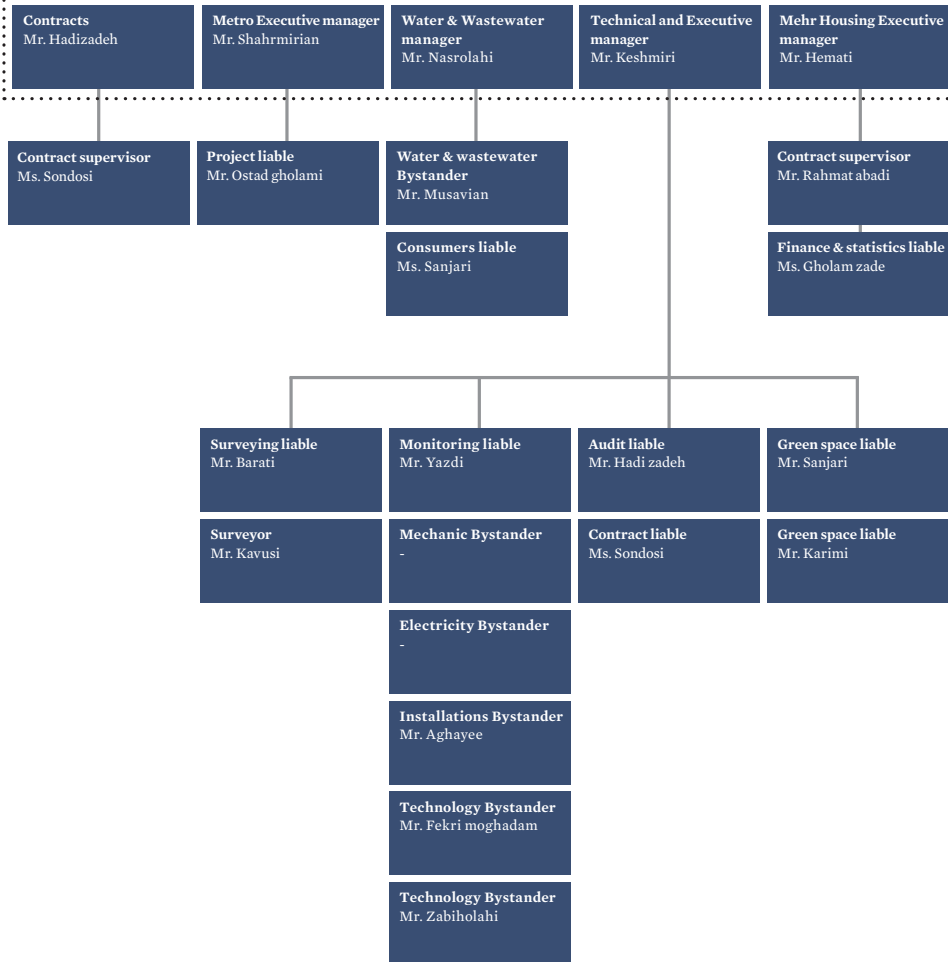 Contracts
Mr. Hadizadeh
Metro Executive manager
Mr. Shahrmirian
Water & Wastewater
manager
Mr. Nasrolahi
Technical and Executive
manager
Mr. Keshmiri
Mehr Housing Executive
manager
Mr. Hemati
Contract supervisor
Ms. Sondosi
Project liable
Mr. Ostad gholami
Water & wastewater
Bystander
Mr. Musavian
Contract supervisor
Mr. Rahmat abadi
Consumers liable
Ms. Sanjari
Finance & statistics liable
Ms. Gholam zade
Surveying liable
Mr. Barati
Monitoring liable
Mr. Yazdi
Audit liable
Mr. Hadi zadeh
Green space liable
Mr. Sanjari
Surveyor
Mr. Kavusi
Mechanic Bystander
-
Contract liable
Ms. Sondosi
Green space liable
Mr. Karimi
Electricity Bystander
-
Installations Bystander
Mr. Aghayee
Technology Bystander
Mr. Fekri moghadam
Technology Bystander
Mr. Zabiholahi